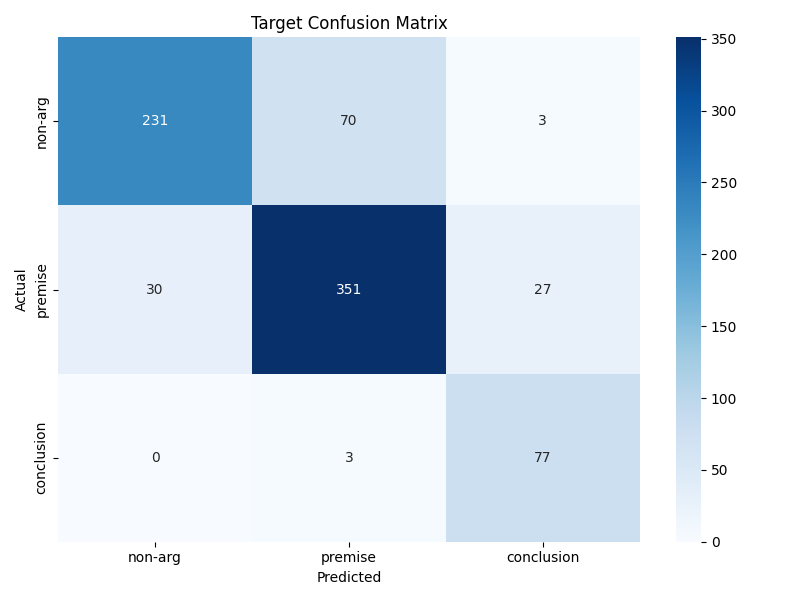 Target Confusion Matrix
Actual
non-arg
231 70 3
premise
30 351 27
conclusion
0 3 77
non-arg premise conclusion
Predicted
350
300
250
200
150
100
50
0